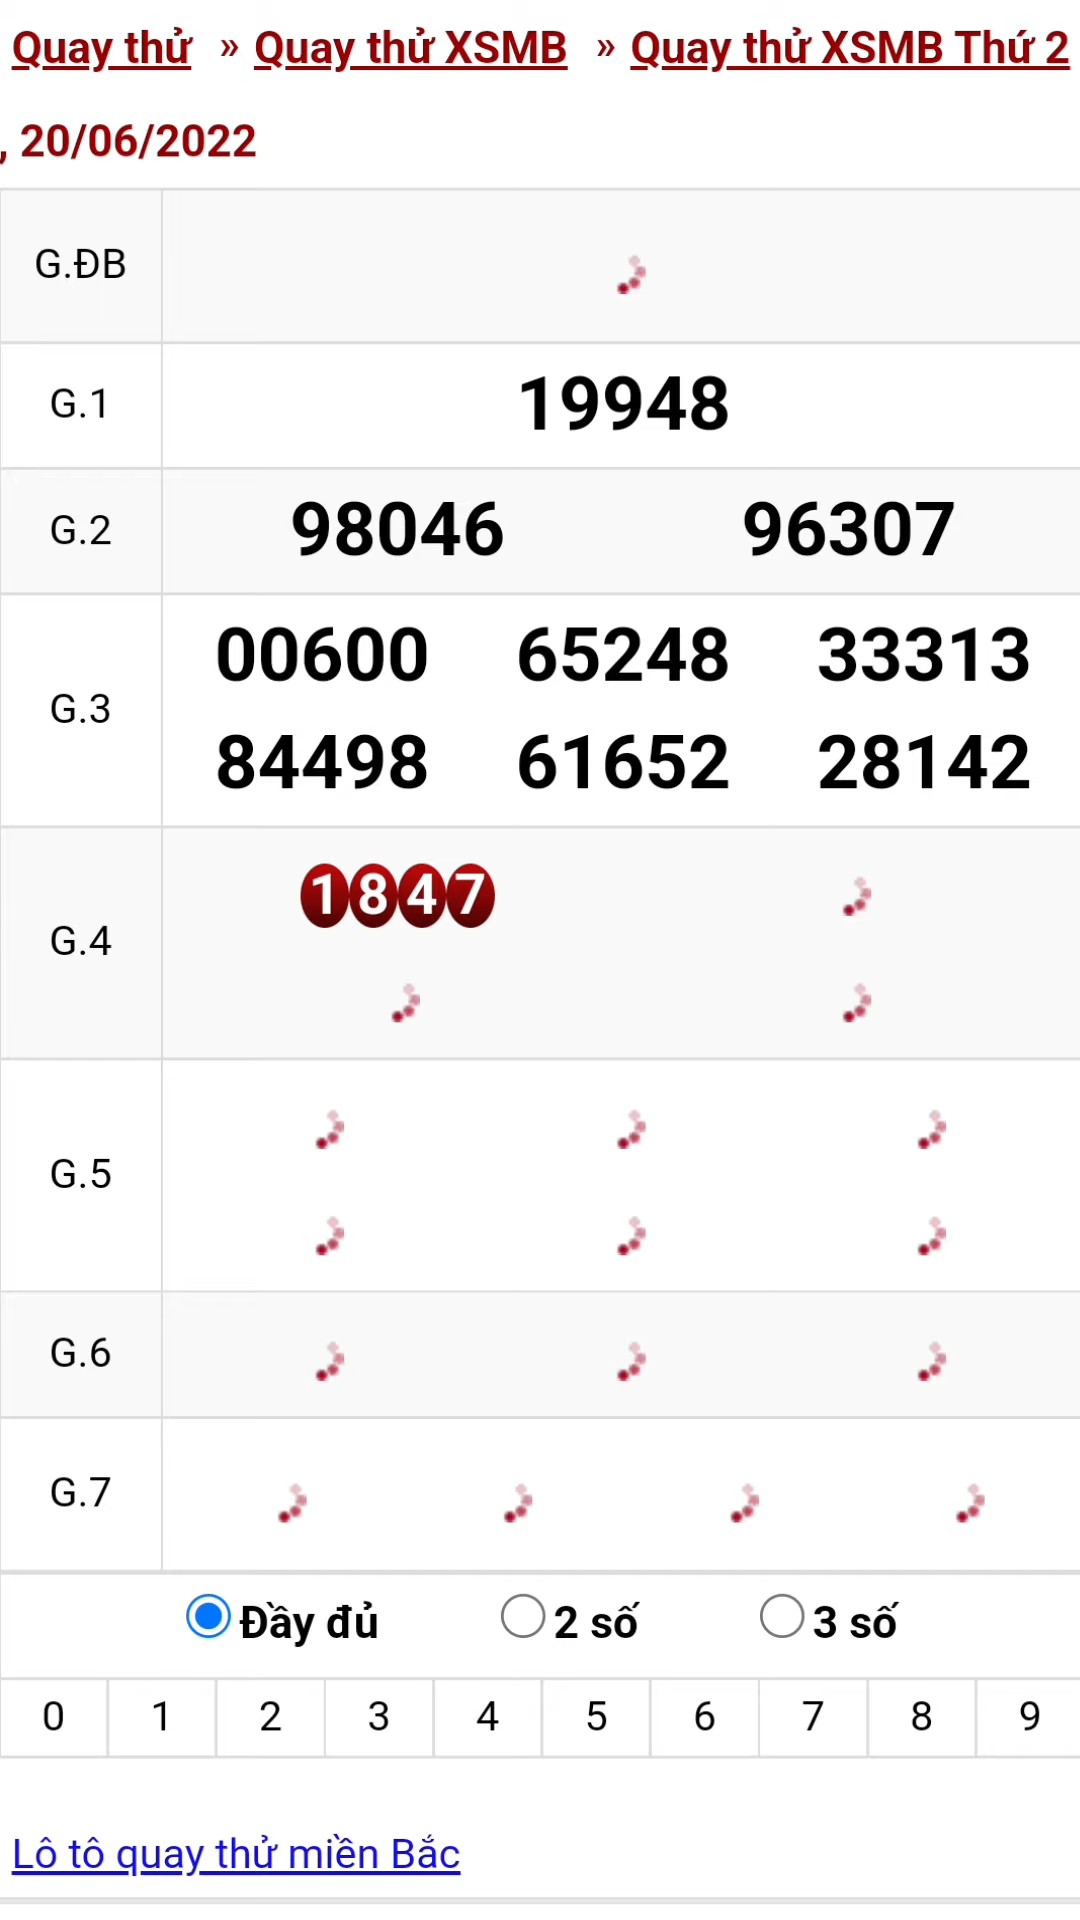 Quay thử » Quay thử XSMB » Quay thử XSMB Thứ 2
, 20/06/2022
G.ĐB
G.1 19948
G.2 98046 96307
G.3 00600 65248 33313
84498 61652 28142
G.4 1847
G.5
G.6
G.7
Đầy đủ 2 số 3 số
0 1 2 3 4 5 6 7 8 9
Lô tô quay thử miền Bắc